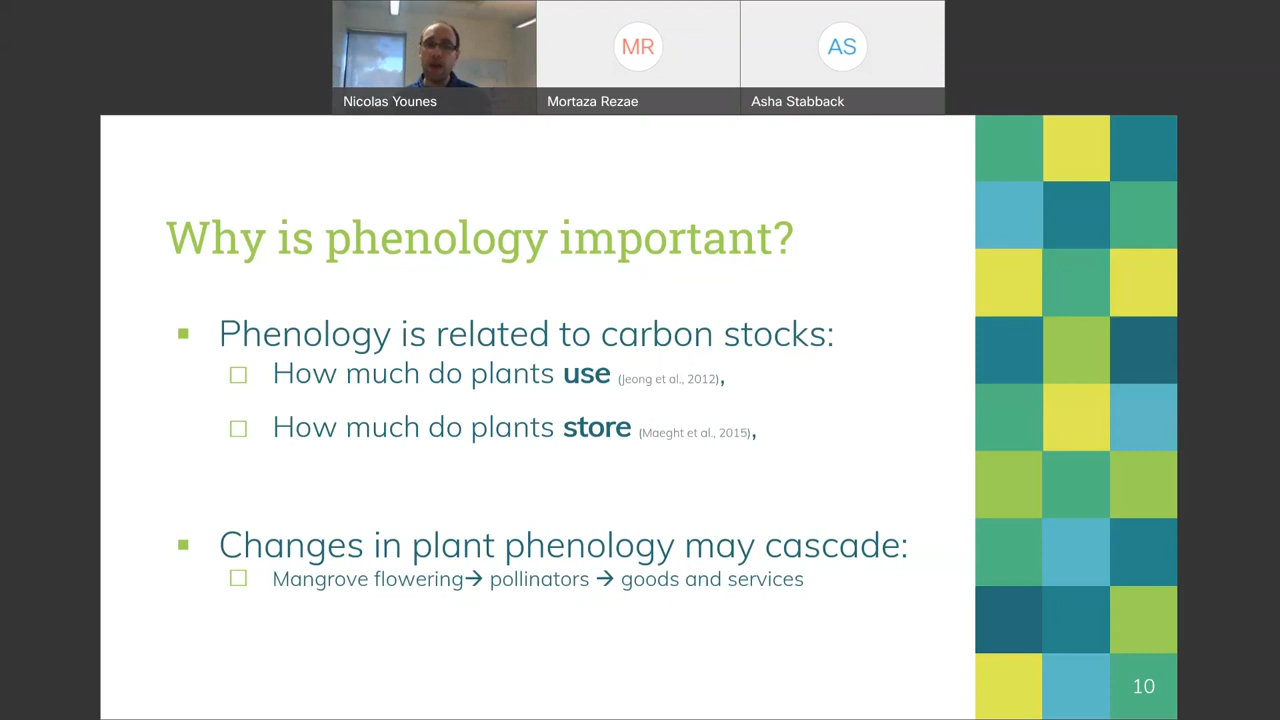 MR
AS
Nicolas Younes
Mortaza Rezae
Asha Stabback
Why is phenology important?
Phenology is related to carbon stocks:
How much do plants use (Jeong et al., 2012),
How much do plants store (Maeght et al., 2015),
Changes in plant phenology may cascade:
Mangrove flowering→ pollinators → goods and services
10